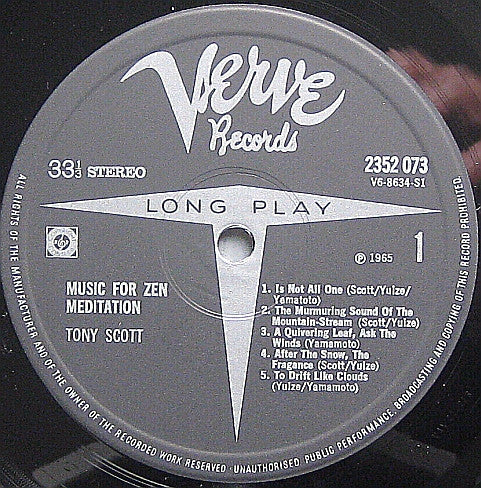 Verve
Records
33⅓ STEREO
2352 073
V6-8634-S1
LONG PLAY
℗ 1965
1
MUSIC FOR ZEN
MEDITATION
TONY SCOTT
1. Is Not All One (Scott/Yuize/
Yamatoto)
2. The Murmuring Sound Of The
Mountain-Stream (Scott/Yuize)
3. A Quivering Leaf, Ask The
Winds (Yamamoto)
4. After The Snow, The
Fragance (Scott/Yuize)
5. To Drift Like Clouds
(Yuize/Yamamoto)
ALL RIGHTS OF THE MANUFACTURER AND OF THE OWNER OF THE RECORDED WORK RESERVED · UNAUTHORISED PUBLIC PERFORMANCE, BROADCASTING AND COPYING OF THIS RECORD PROHIBITED.